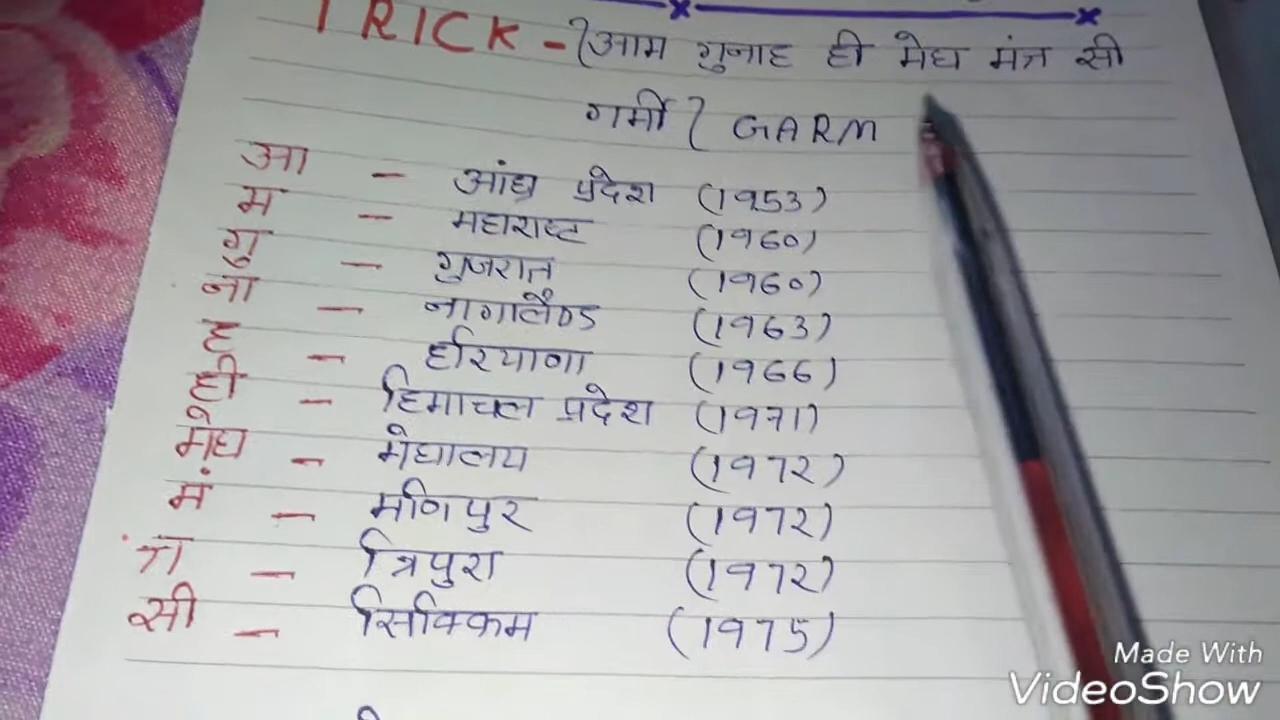 TRICK - {आम गुनाह ही मेघ मंत्र सी
गर्मी} GARM
आ - आंध्र प्रदेश (1953)
म - महाराष्ट (1960)
गु - गुजरात (1960)
ना - नागालैण्ड (1963)
ह - हरियाणा (1966)
ही - हिमाचल प्रदेश (1971)
मेघ - मेघालय (1972)
मं - मणिपुर (1972)
त्र - त्रिपुरा (1972)
सी - सिक्किम (1975)
Made With
VideoShow